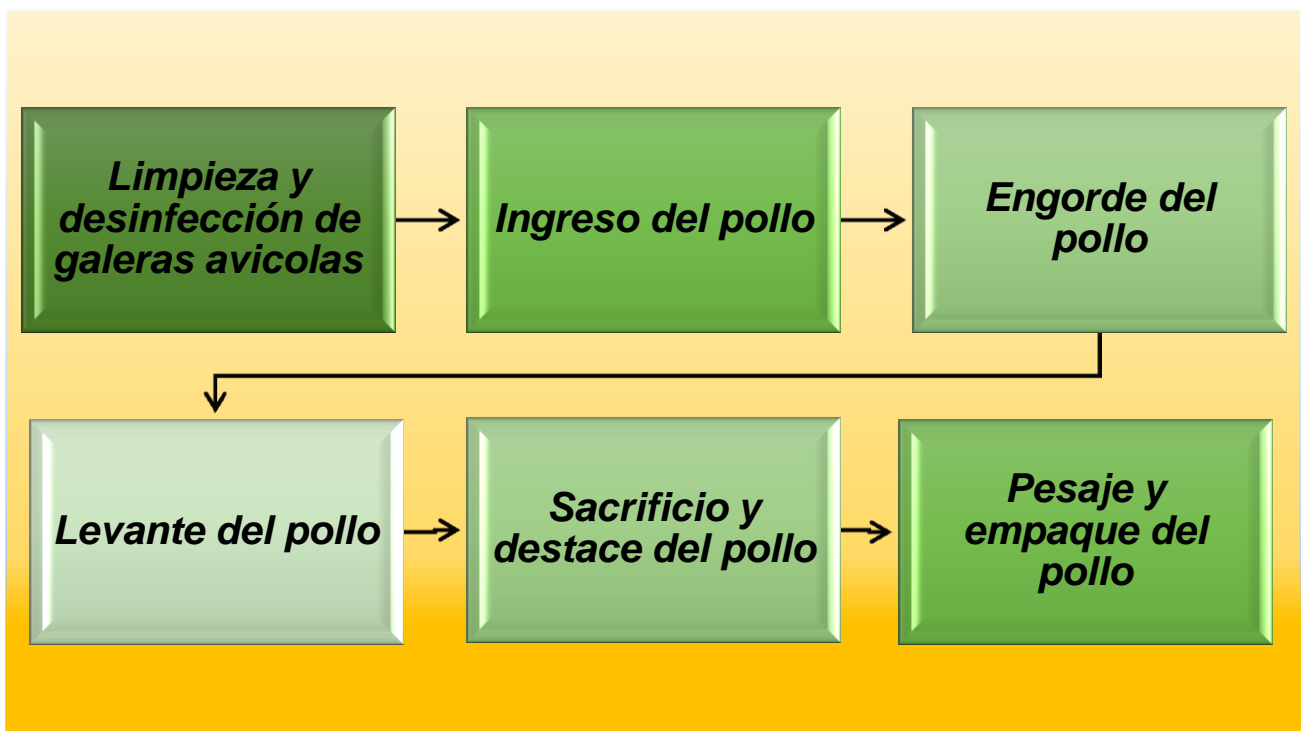 Limpieza y
desinfección de
galeras avicolas
Ingreso del pollo
Engorde del
pollo
Levante del pollo
Sacrificio y
destace del pollo
Pesaje y
empaque del
pollo